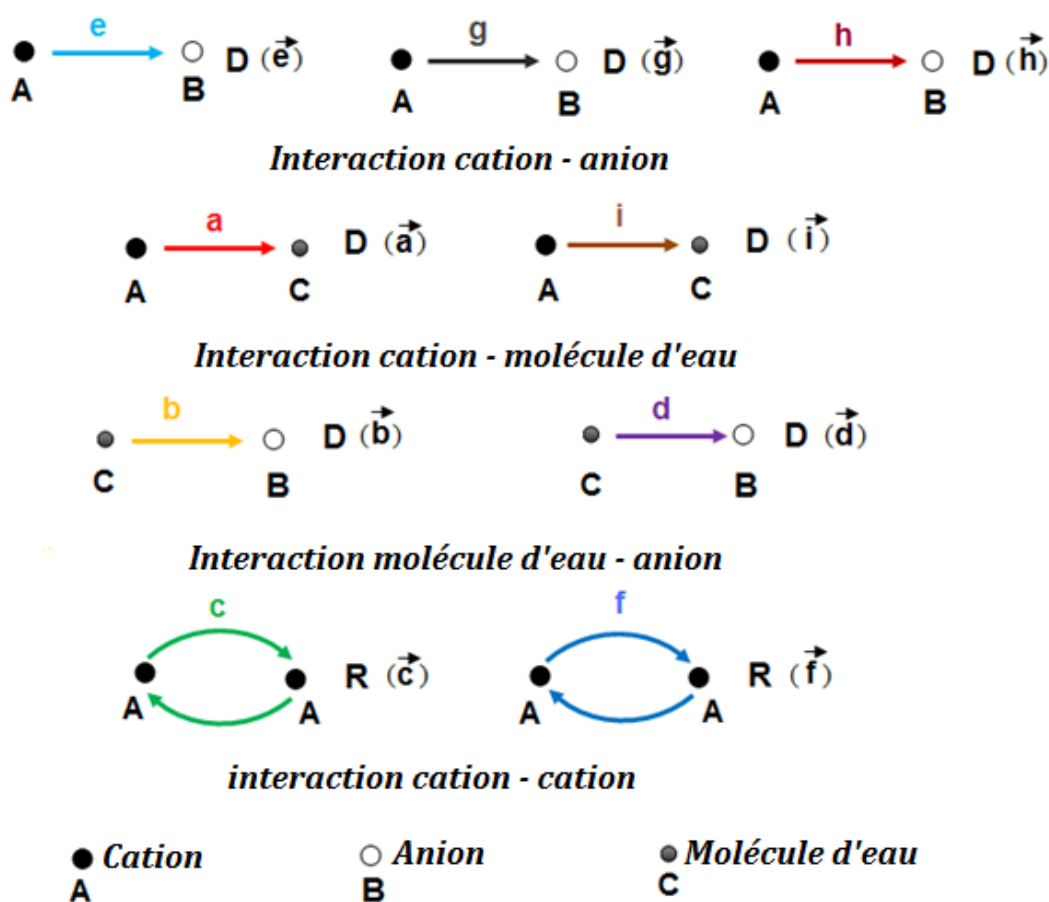 e g h
A B D (e⃗) A B D (g⃗) A B D (h⃗)
Interaction cation - anion
a i
A C D (a⃗) A C D (i⃗)
Interaction cation - molécule d'eau
b d
C B D (b⃗) C B D (d⃗)
Interaction molécule d'eau - anion
c f
A A R (c⃗) A A R (f⃗)
interaction cation - cation
Cation Anion Molécule d'eau
A B C